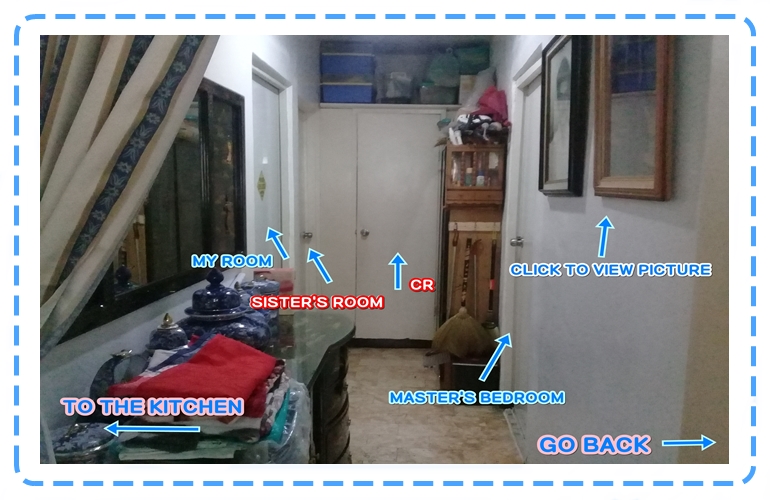 MY ROOM
SISTER'S ROOM
CR
CLICK TO VIEW PICTURE
MASTER'S BEDROOM
TO THE KITCHEN
GO BACK